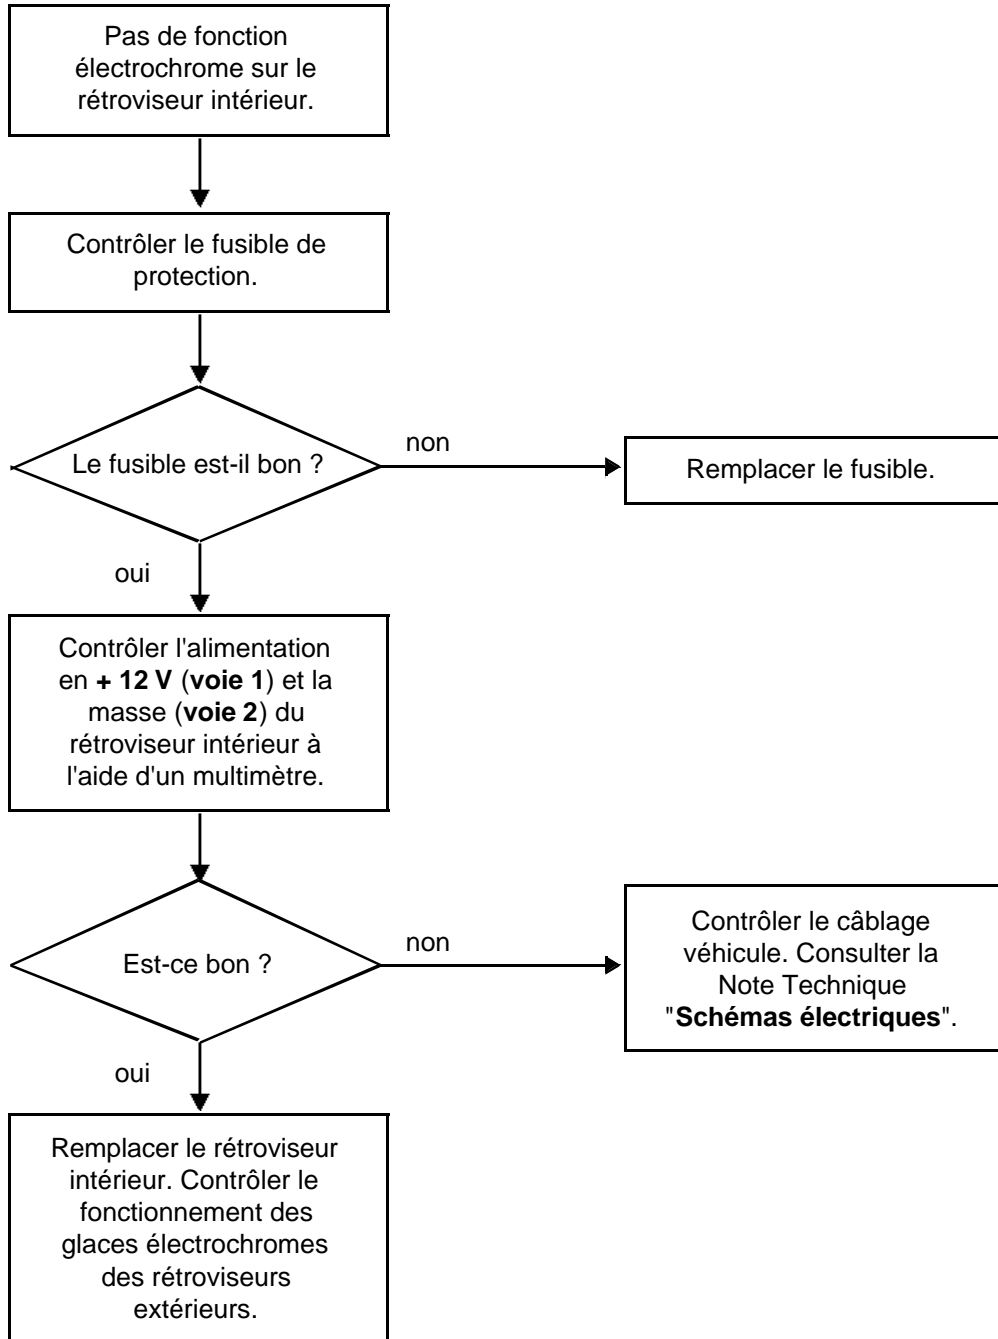 Pas de fonction
électrochrome sur le
rétroviseur intérieur.
Contrôler le fusible de
protection.
Le fusible est-il bon ?
non
Remplacer le fusible.
oui
Contrôler l'alimentation
en + 12 V (voie 1) et la
masse (voie 2) du
rétroviseur intérieur à
l'aide d'un multimètre.
Est-ce bon ?
non
Contrôler le câblage
véhicule. Consulter la
Note Technique
"Schémas électriques".
oui
Remplacer le rétroviseur
intérieur. Contrôler le
fonctionnement des
glaces électrochromes
des rétroviseurs
extérieurs.